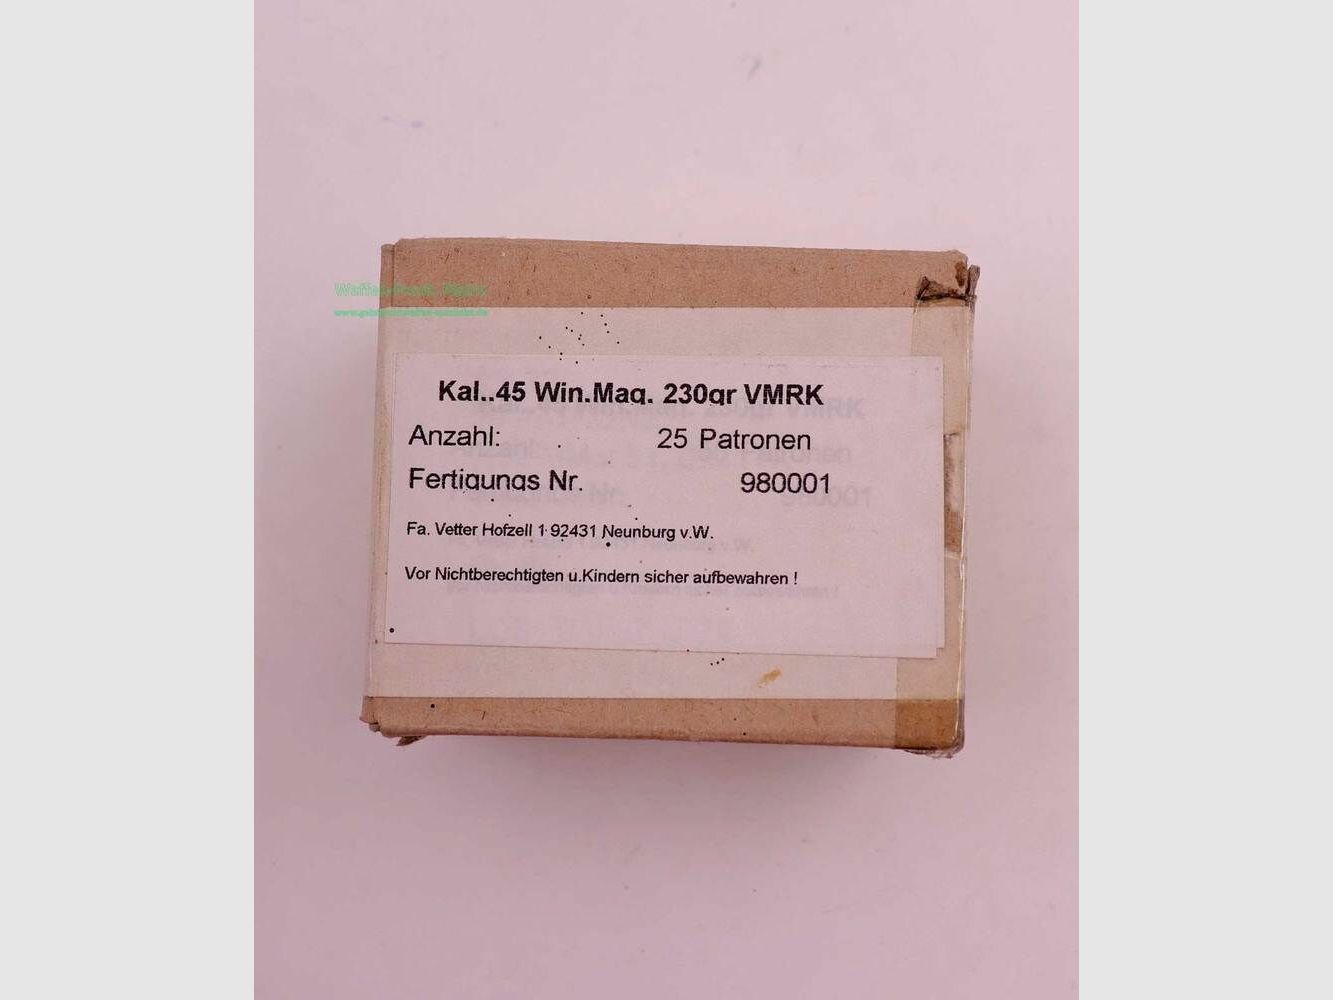 Kal..45 Win.Mag. 230gr VMRK
Anzahl: 25 Patronen
Fertigungs Nr. 980001
Fa. Vetter Hofzell 1 92431 Neunburg v.W.
Vor Nichtberechtigten u.Kindern sicher aufbewahren !